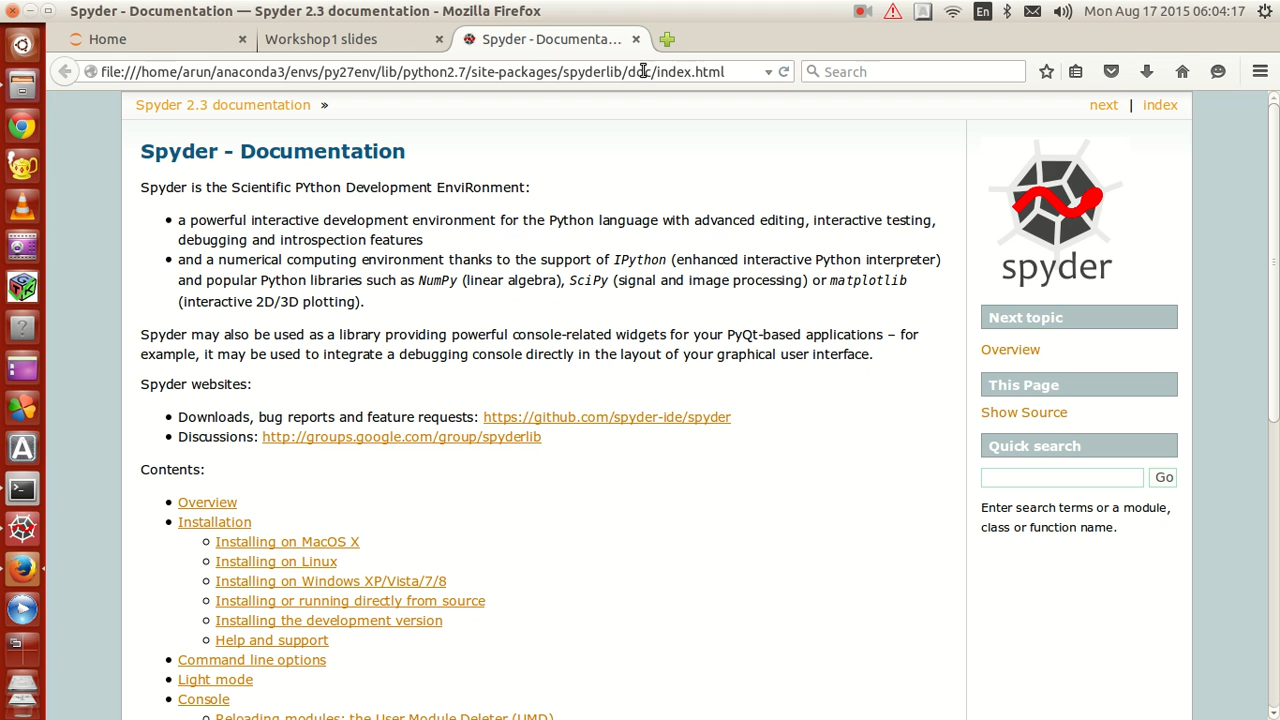 Spyder - Documentation — Spyder 2.3 documentation - Mozilla Firefox
En
Mon Aug 17 2015 06:04:17
Home
Workshop1 slides
Spyder - Documenta...
file:///home/arun/anaconda3/envs/py27env/lib/python2.7/site-packages/spyderlib/doc/index.html
Search
Spyder 2.3 documentation »
next | index
Spyder - Documentation
Spyder is the Scientific PYthon Development EnviRonment:
• a powerful interactive development environment for the Python language with advanced editing, interactive testing,
debugging and introspection features
• and a numerical computing environment thanks to the support of IPython (enhanced interactive Python interpreter)
and popular Python libraries such as NumPy (linear algebra), SciPy (signal and image processing) or matplotlib
(interactive 2D/3D plotting).
Spyder may also be used as a library providing powerful console-related widgets for your PyQt-based applications – for
example, it may be used to integrate a debugging console directly in the layout of your graphical user interface.
Spyder websites:
• Downloads, bug reports and feature requests: https://github.com/spyder-ide/spyder
• Discussions: http://groups.google.com/group/spyderlib
Contents:
• Overview
• Installation
Installing on MacOS X
Installing on Linux
Installing on Windows XP/Vista/7/8
Installing or running directly from source
Installing the development version
Help and support
• Command line options
• Light mode
• Console
Reloading modules: the User Module Deleter (UMD)
spyder
Next topic
Overview
This Page
Show Source
Quick search
Go
Enter search terms or a module,
class or function name.